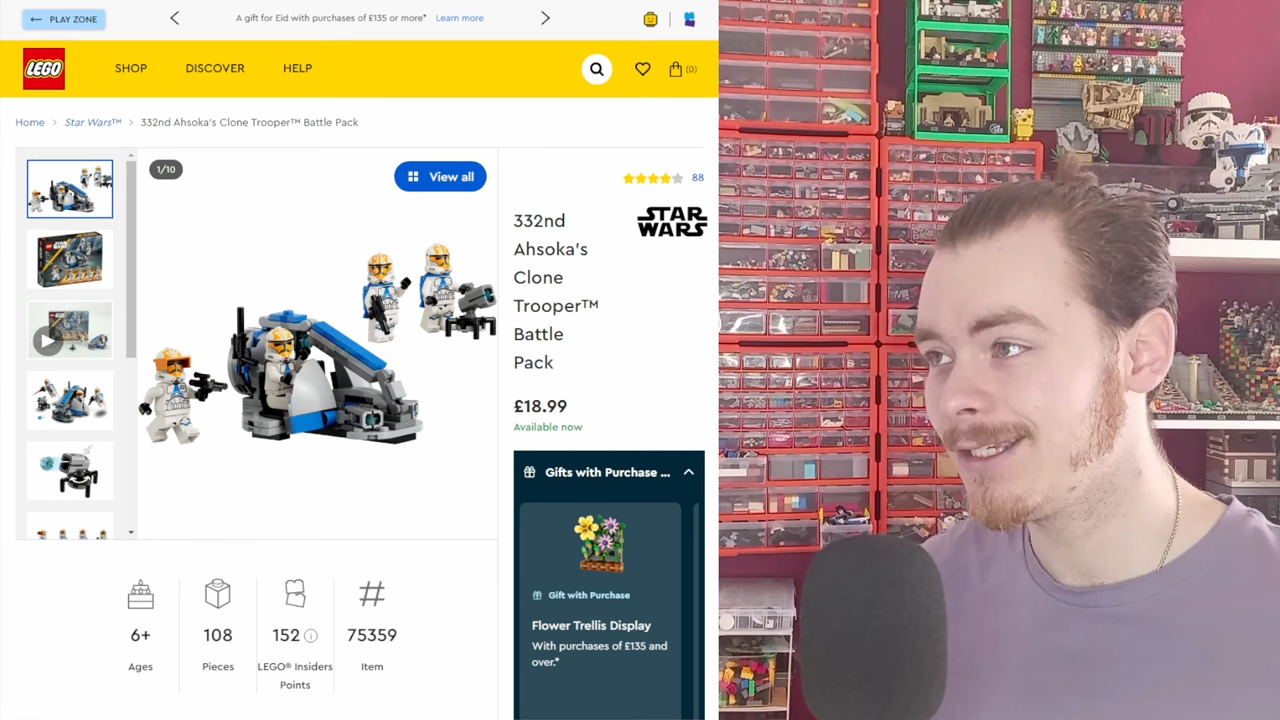 ← PLAY ZONE
A gift for Eid with purchases of £135 or more* Learn more
LEGO
SHOP
DISCOVER
HELP
(0)
Home > Star Wars™ > 332nd Ahsoka's Clone Trooper™ Battle Pack
1/10
View all
88
332nd
Ahsoka's
Clone
Trooper™
Battle
Pack
STAR
WARS
£18.99
Available now
Gifts with Purchase ...
Gift with Purchase
Flower Trellis Display
With purchases of £135 and
over.*
6+
Ages
108
Pieces
152
LEGO® Insiders
Points
#
75359
Item